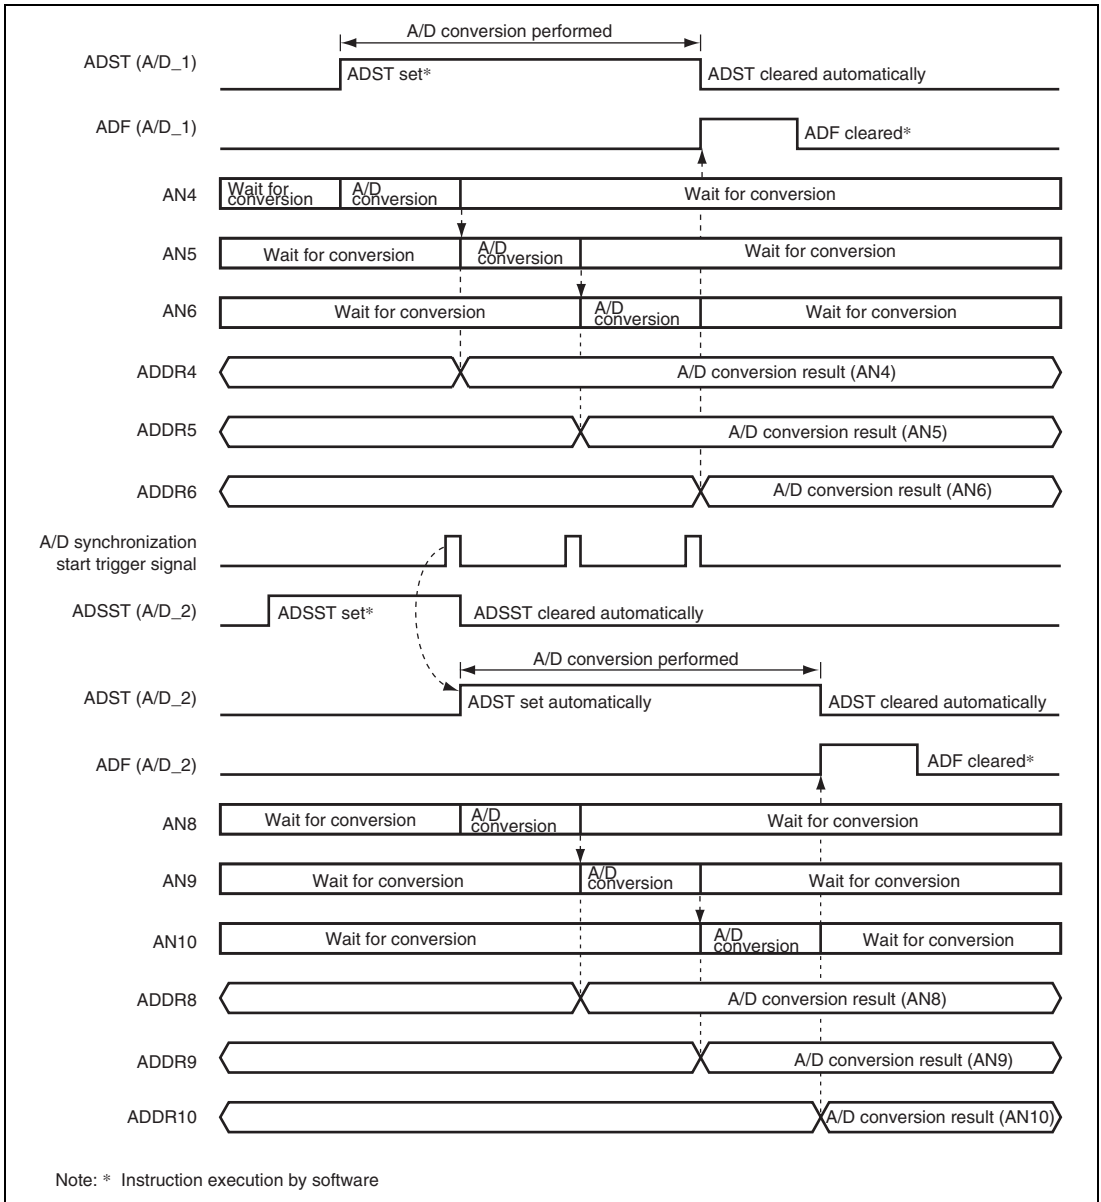 A/D conversion performed
ADST (A/D_1)
ADST set*
ADST cleared automatically
ADF (A/D_1)
ADF cleared*
AN4
Wait for
conversion
A/D
conversion
Wait for conversion
AN5
Wait for conversion
A/D
conversion
Wait for conversion
AN6
Wait for conversion
A/D
conversion
Wait for conversion
ADDR4
A/D conversion result (AN4)
ADDR5
A/D conversion result (AN5)
ADDR6
A/D conversion result (AN6)
A/D synchronization
start trigger signal
ADSST (A/D_2)
ADSST set*
ADSST cleared automatically
A/D conversion performed
ADST (A/D_2)
ADST set automatically
ADST cleared automatically
ADF (A/D_2)
ADF cleared*
AN8
Wait for conversion
A/D
conversion
Wait for conversion
AN9
Wait for conversion
A/D
conversion
Wait for conversion
AN10
Wait for conversion
A/D
conversion
Wait for conversion
ADDR8
A/D conversion result (AN8)
ADDR9
A/D conversion result (AN9)
ADDR10
A/D conversion result (AN10)
Note: * Instruction execution by software